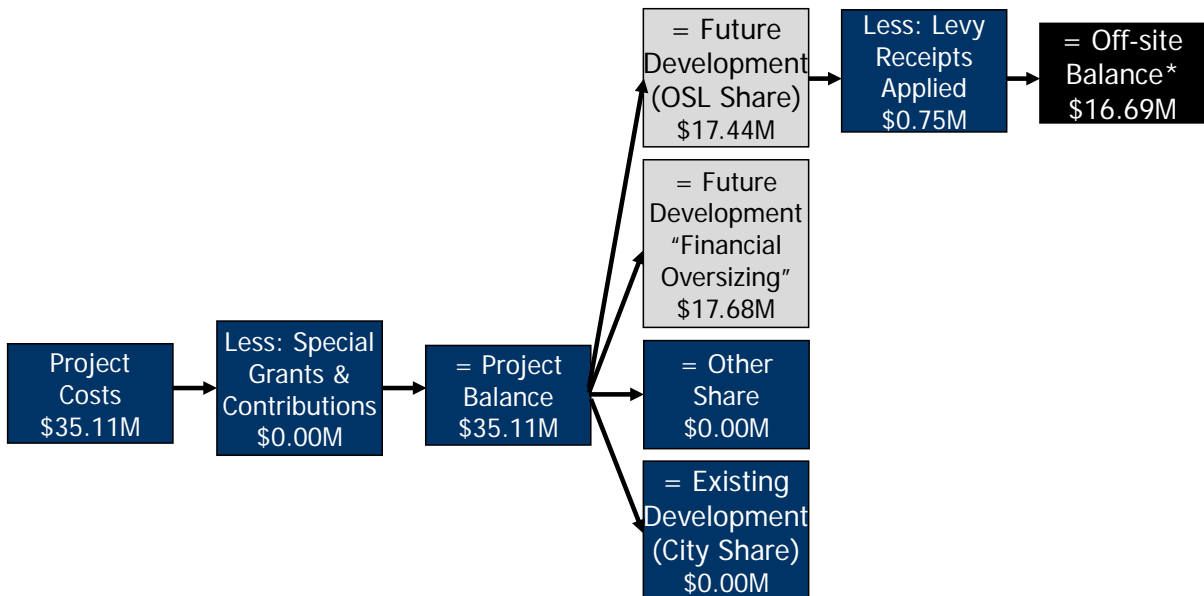 Project
Costs
$35.11M
Less: Special
Grants &
Contributions
$0.00M
= Project
Balance
$35.11M
= Future
Development
(OSL Share)
$17.44M
Less: Levy
Receipts
Applied
$0.75M
= Off-site
Balance*
$16.69M
= Future
Development
“Financial
Oversizing”
$17.68M
= Other
Share
$0.00M
= Existing
Development
(City Share)
$0.00M